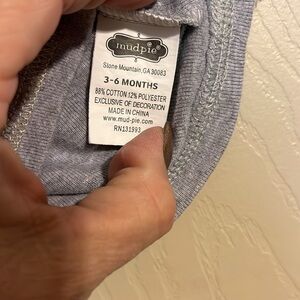 mudpie
Stone Mountain, GA 30083
3-6 MONTHS
88% COTTON 12% POLYESTER
EXCLUSIVE OF DECORATION
MADE IN CHINA
www.mud-pie.com
RN131993